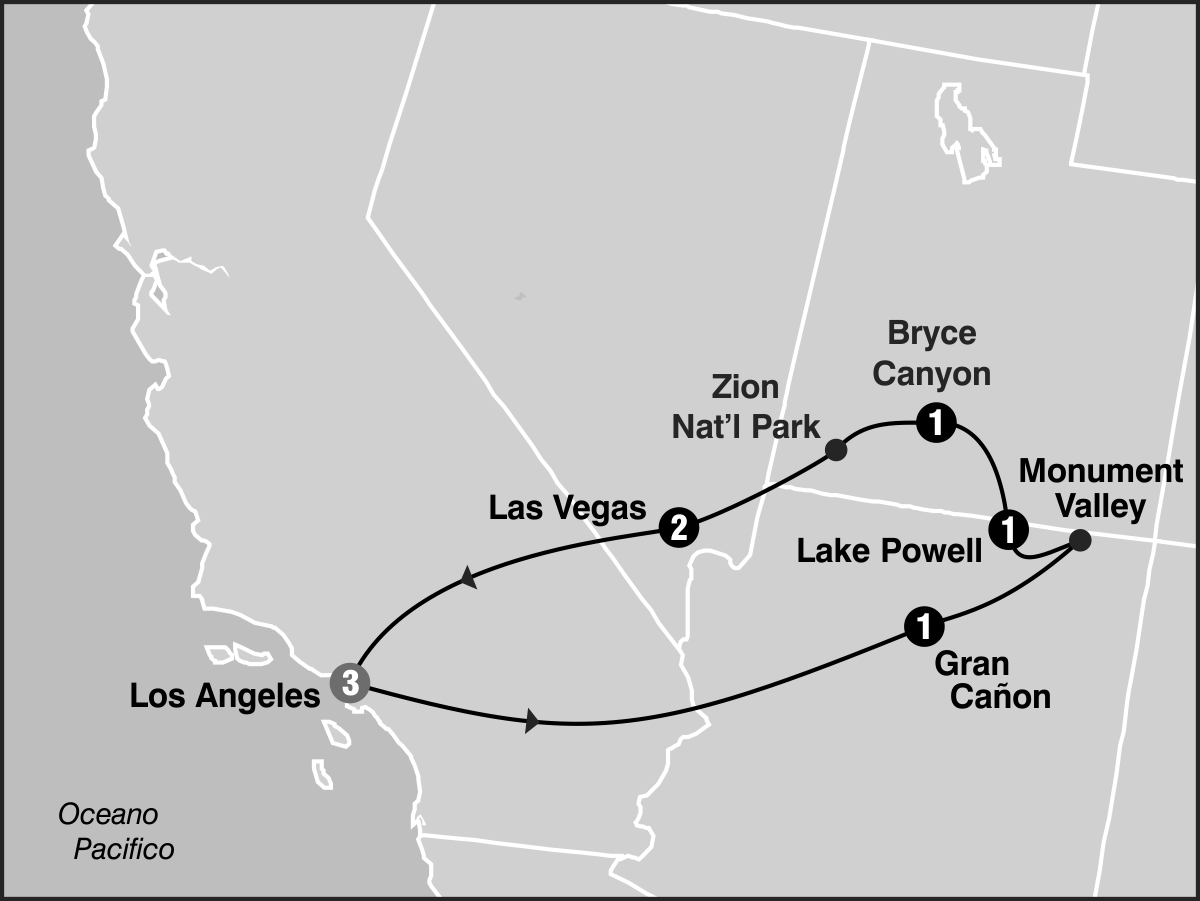 Bryce
Canyon
1
Zion
Nat’l Park
Monument
Valley
Las Vegas
2
1
Lake Powell
1
Gran
Cañon
3
Los Angeles
Oceano
Pacifico